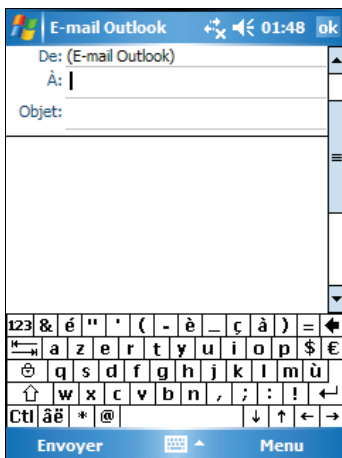 E-mail Outlook 01:48 ok
De: (E-mail Outlook)
À:
Objet:
123 & é " ' ( - è _ ç à ) =
a z e r t y u i o p $ €
q s d f g h j k l m ù
w x c v b n , ; : !
Ctl âë * @ ↓ ↑ ← →
Envoyer Menu